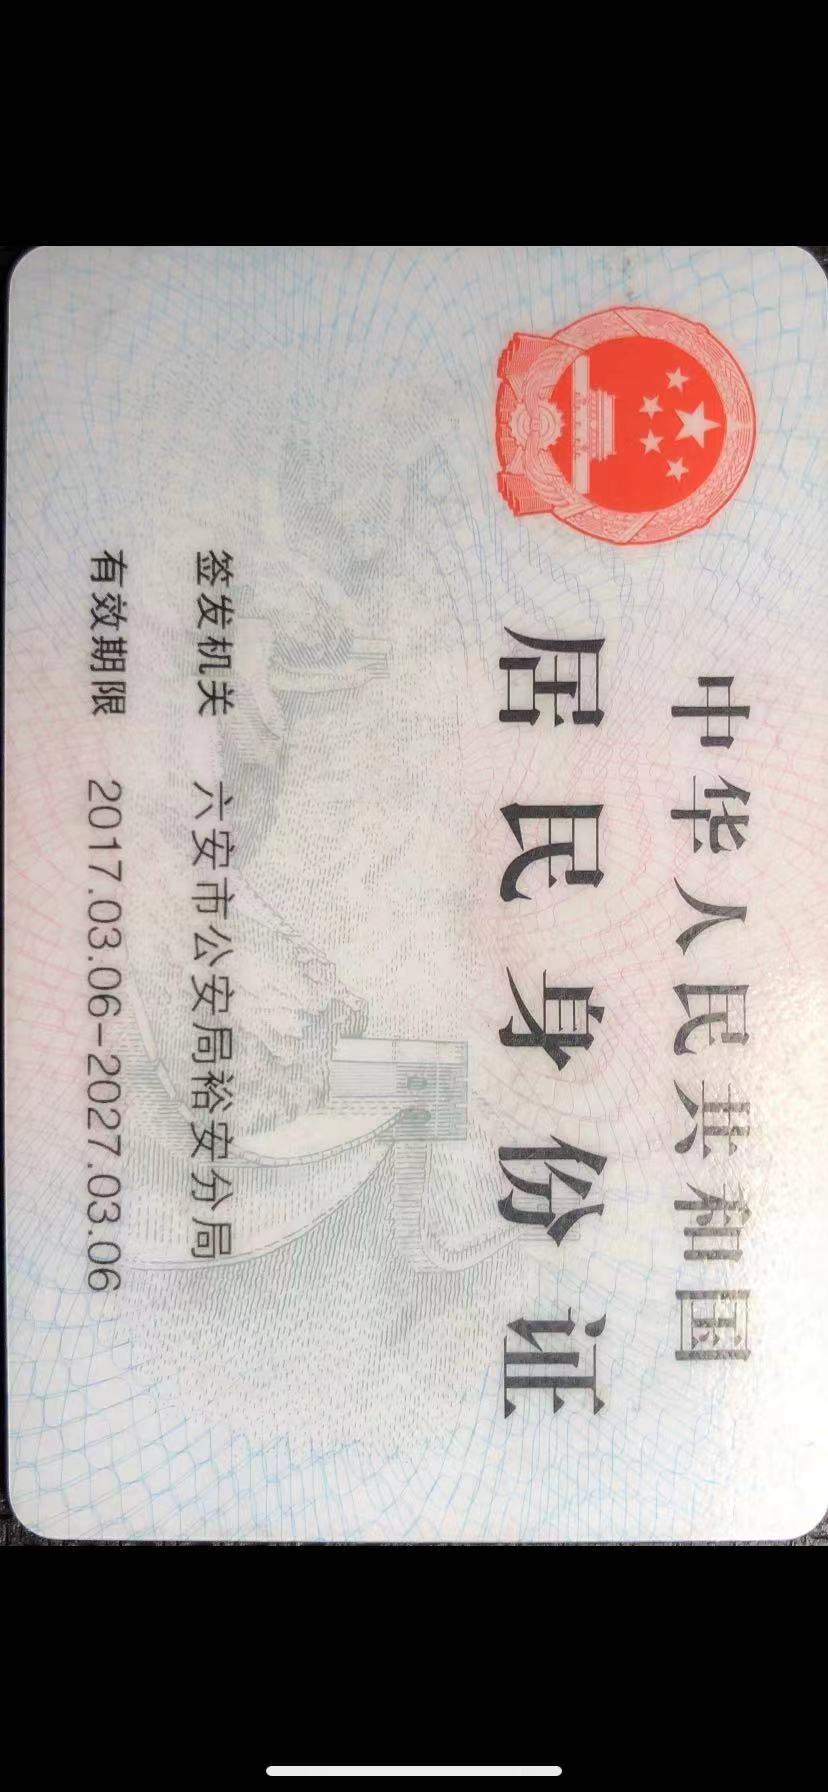 中华人民共和国
居民身份证
签发机关 六安市公安局裕安分局
有效期限 2017.03.06-2027.03.06